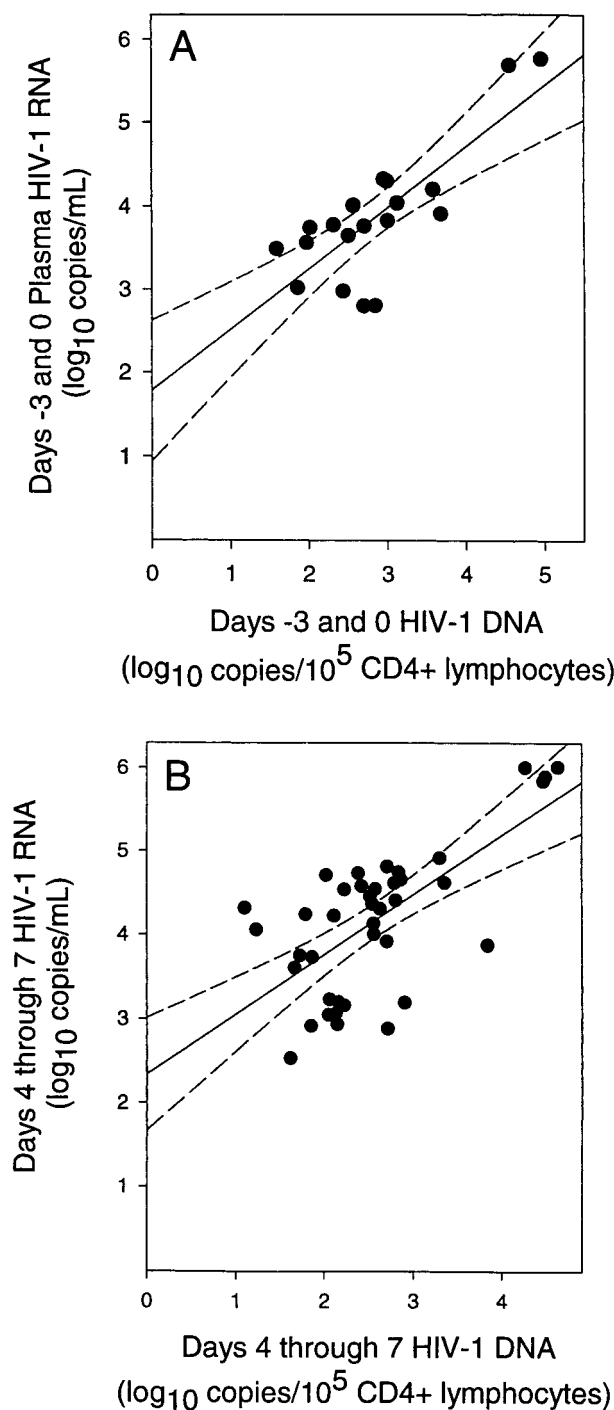 A
6
5
4
3
2
1
Days -3 and 0 Plasma HIV-1 RNA
(log10 copies/mL)
0 1 2 3 4 5
Days -3 and 0 HIV-1 DNA
(log10 copies/10^5 CD4+ lymphocytes)
B
6
5
4
3
2
1
Days 4 through 7 HIV-1 RNA
(log10 copies/mL)
0 1 2 3 4
Days 4 through 7 HIV-1 DNA
(log10 copies/10^5 CD4+ lymphocytes)